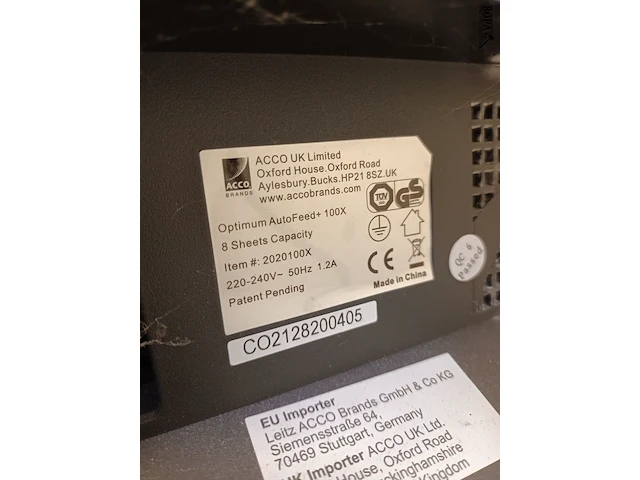 ACCO UK Limited
Oxford House.Oxford Road
Aylesbury.Bucks.HP21 8SZ.UK
www.accobrands.com
ACCO
BRANDS
Optimum AutoFeed+ 100X
8 Sheets Capacity
Item #: 2020100X
220-240V~ 50Hz 1.2A
Patent Pending
TÜV
GS
CE
Made in China
QC 6
Passed
CO2128200405
EU Importer
Leitz ACCO Brands GmbH & Co KG
Siemensstraße 64,
70469 Stuttgart, Germany
UK Importer ACCO UK Ltd.
House, Oxford Road
Kingdom